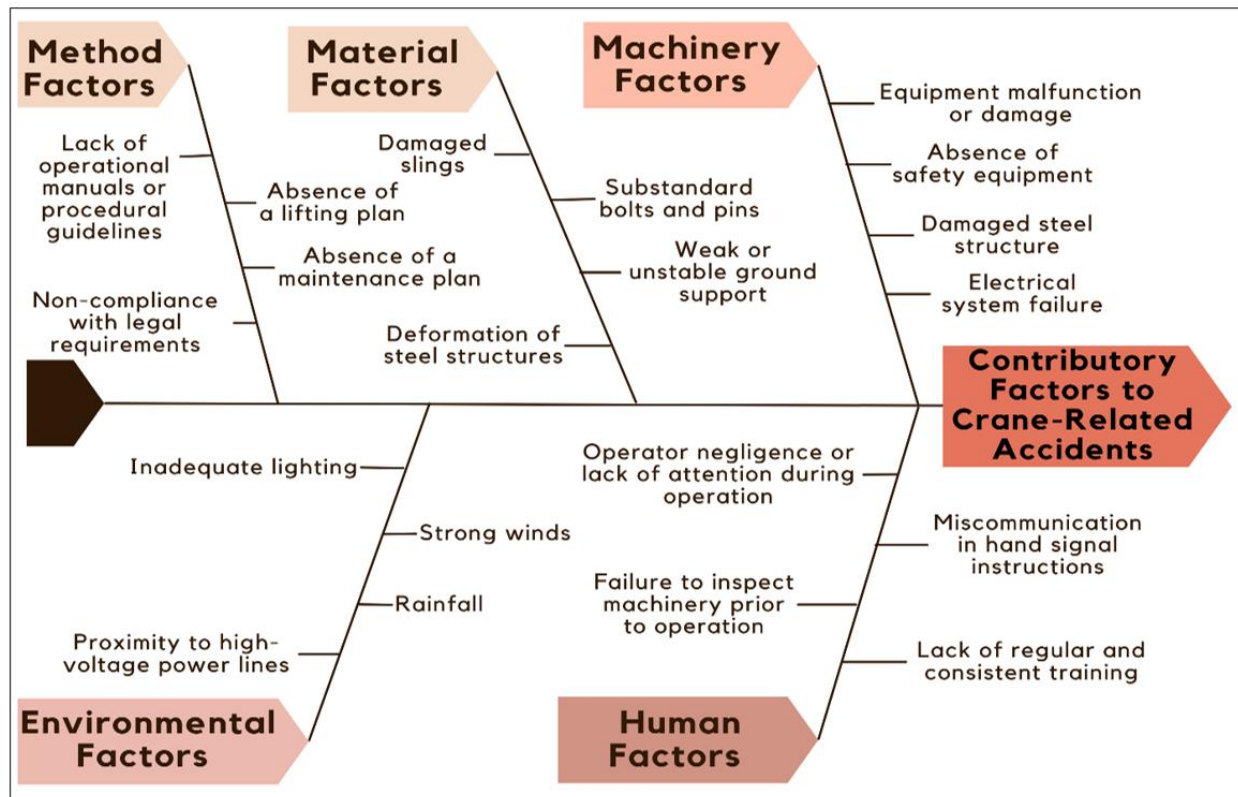 Method
Factors
Lack of
operational
manuals or
procedural
guidelines
Absence of
a lifting plan
Absence of a
maintenance plan
Non-compliance
with legal
requirements
Material
Factors
Damaged
slings
Substandard
bolts and pins
Weak or
unstable ground
support
Deformation of
steel structures
Machinery
Factors
Equipment malfunction
or damage
Absence of
safety equipment
Damaged steel
structure
Electrical
system failure
Contributory
Factors to
Crane-Related
Accidents
Inadequate lighting
Strong winds
Rainfall
Proximity to high-
voltage power lines
Environmental
Factors
Operator negligence or
lack of attention during
operation
Miscommunication
in hand signal
instructions
Failure to inspect
machinery prior
to operation
Lack of regular and
consistent training
Human
Factors